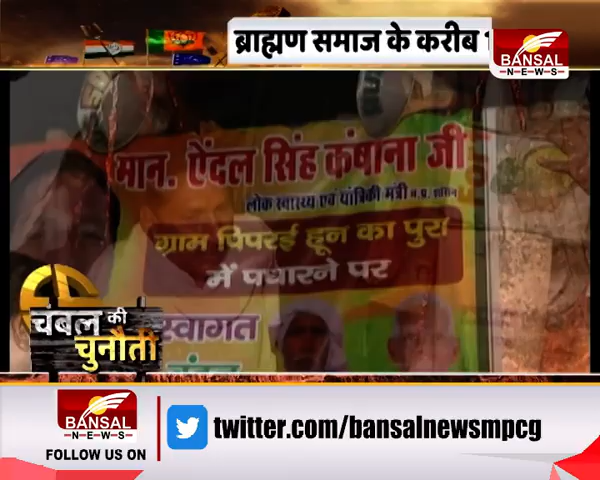 ब्राह्मण समाज के करीब
BANSAL
NEWS
मान. ऐंदल सिंह कंषाना जी
लोक स्वास्थ्य एवं यांत्रिकी मंत्री म.प्र. शासन
ग्राम पिपरई हून का पुरा
में पधारने पर
स्वागत
चंबल की
चुनौती
BANSAL
NEWS
FOLLOW US ON
twitter.com/bansalnewsmpcg